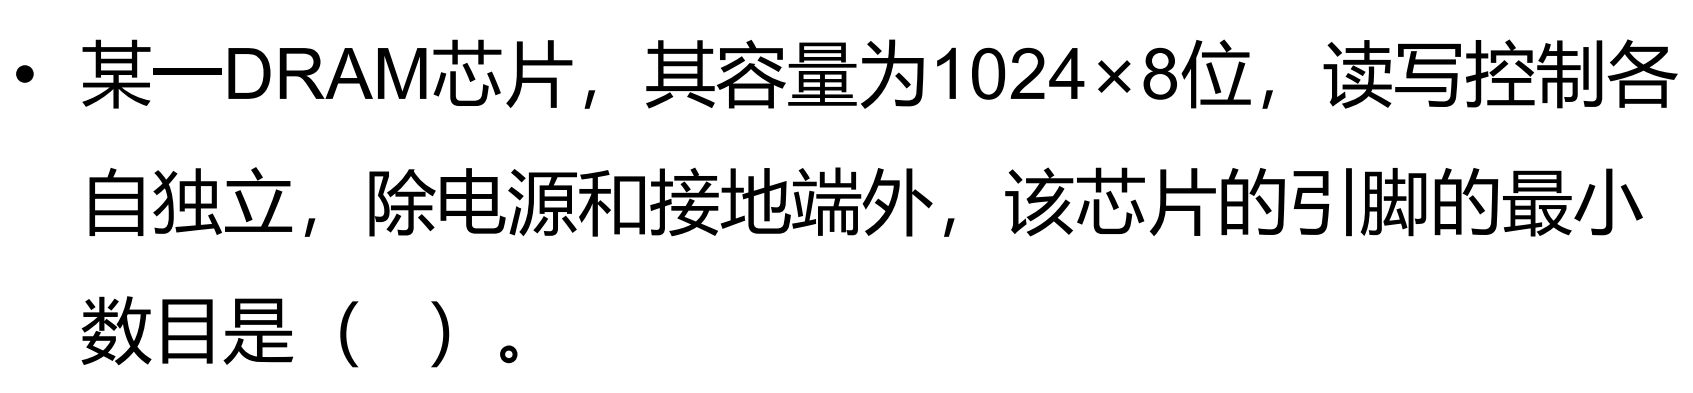 • 某一DRAM芯片，其容量为1024×8位，读写控制各
自独立，除电源和接地端外，该芯片的引脚的最小
数目是（　）。